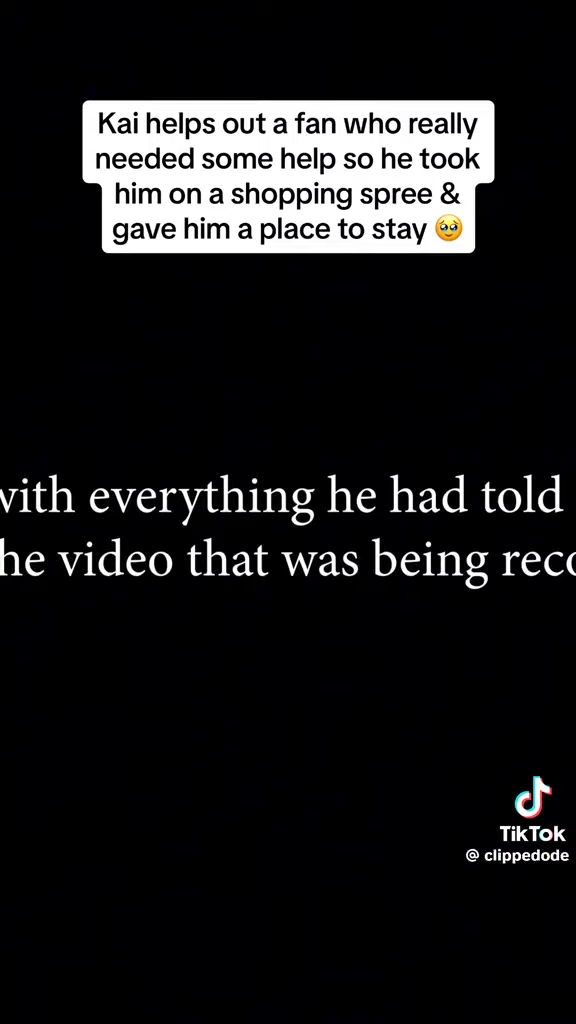 Kai helps out a fan who really
needed some help so he took
him on a shopping spree &
gave him a place to stay 🥹
with everything he had told
he video that was being reco
TikTok
@ clippedode